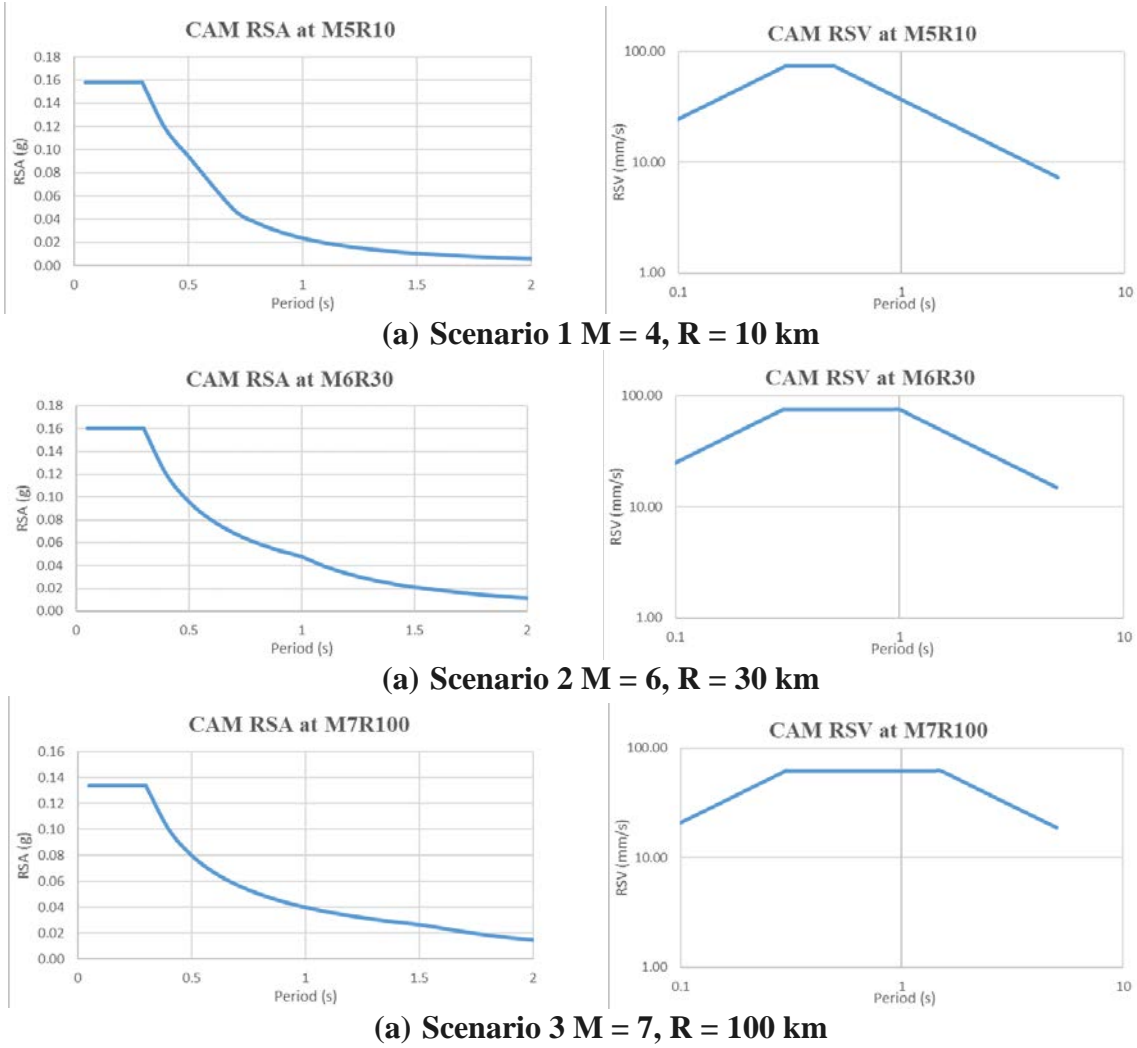 CAM RSA at M5R10
0.18
0.16
0.14
0.12
0.10
0.08
0.06
0.04
0.02
0.00
RSA (g)
0 0.5 1 1.5 2
Period (s)
CAM RSV at M5R10
100.00
10.00
1.00
RSV (mm/s)
0.1 1 10
Period (s)
(a) Scenario 1 M = 4, R = 10 km
CAM RSA at M6R30
0.18
0.16
0.14
0.12
0.10
0.08
0.06
0.04
0.02
0.00
RSA (g)
0 0.5 1 1.5 2
Period (s)
CAM RSV at M6R30
100.00
10.00
1.00
RSV (mm/s)
0.1 1 10
Period (s)
(a) Scenario 2 M = 6, R = 30 km
CAM RSA at M7R100
0.16
0.14
0.12
0.10
0.08
0.06
0.04
0.02
0.00
RSA (g)
0 0.5 1 1.5 2
Period (s)
CAM RSV at M7R100
100.00
10.00
1.00
RSV (mm/s)
0.1 1 10
Period (s)
(a) Scenario 3 M = 7, R = 100 km